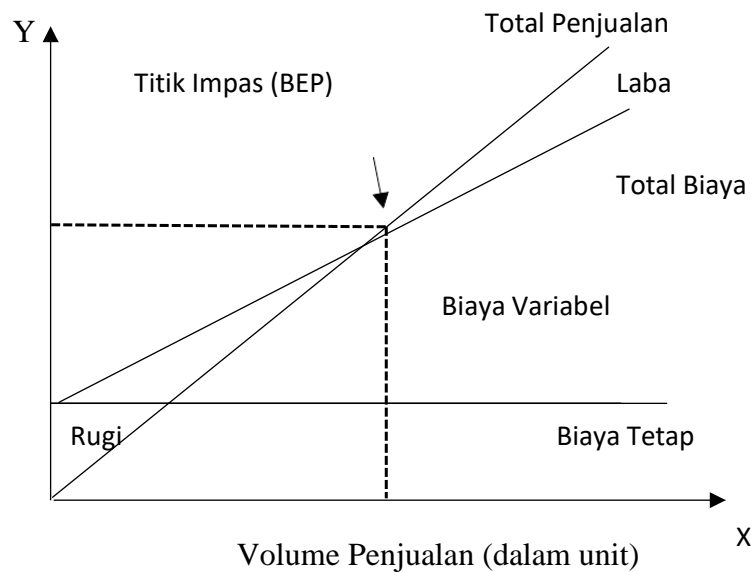 Total Penjualan
Y
Titik Impas (BEP)
Laba
Total Biaya
Biaya Variabel
Rugi
Biaya Tetap
X
Volume Penjualan (dalam unit)